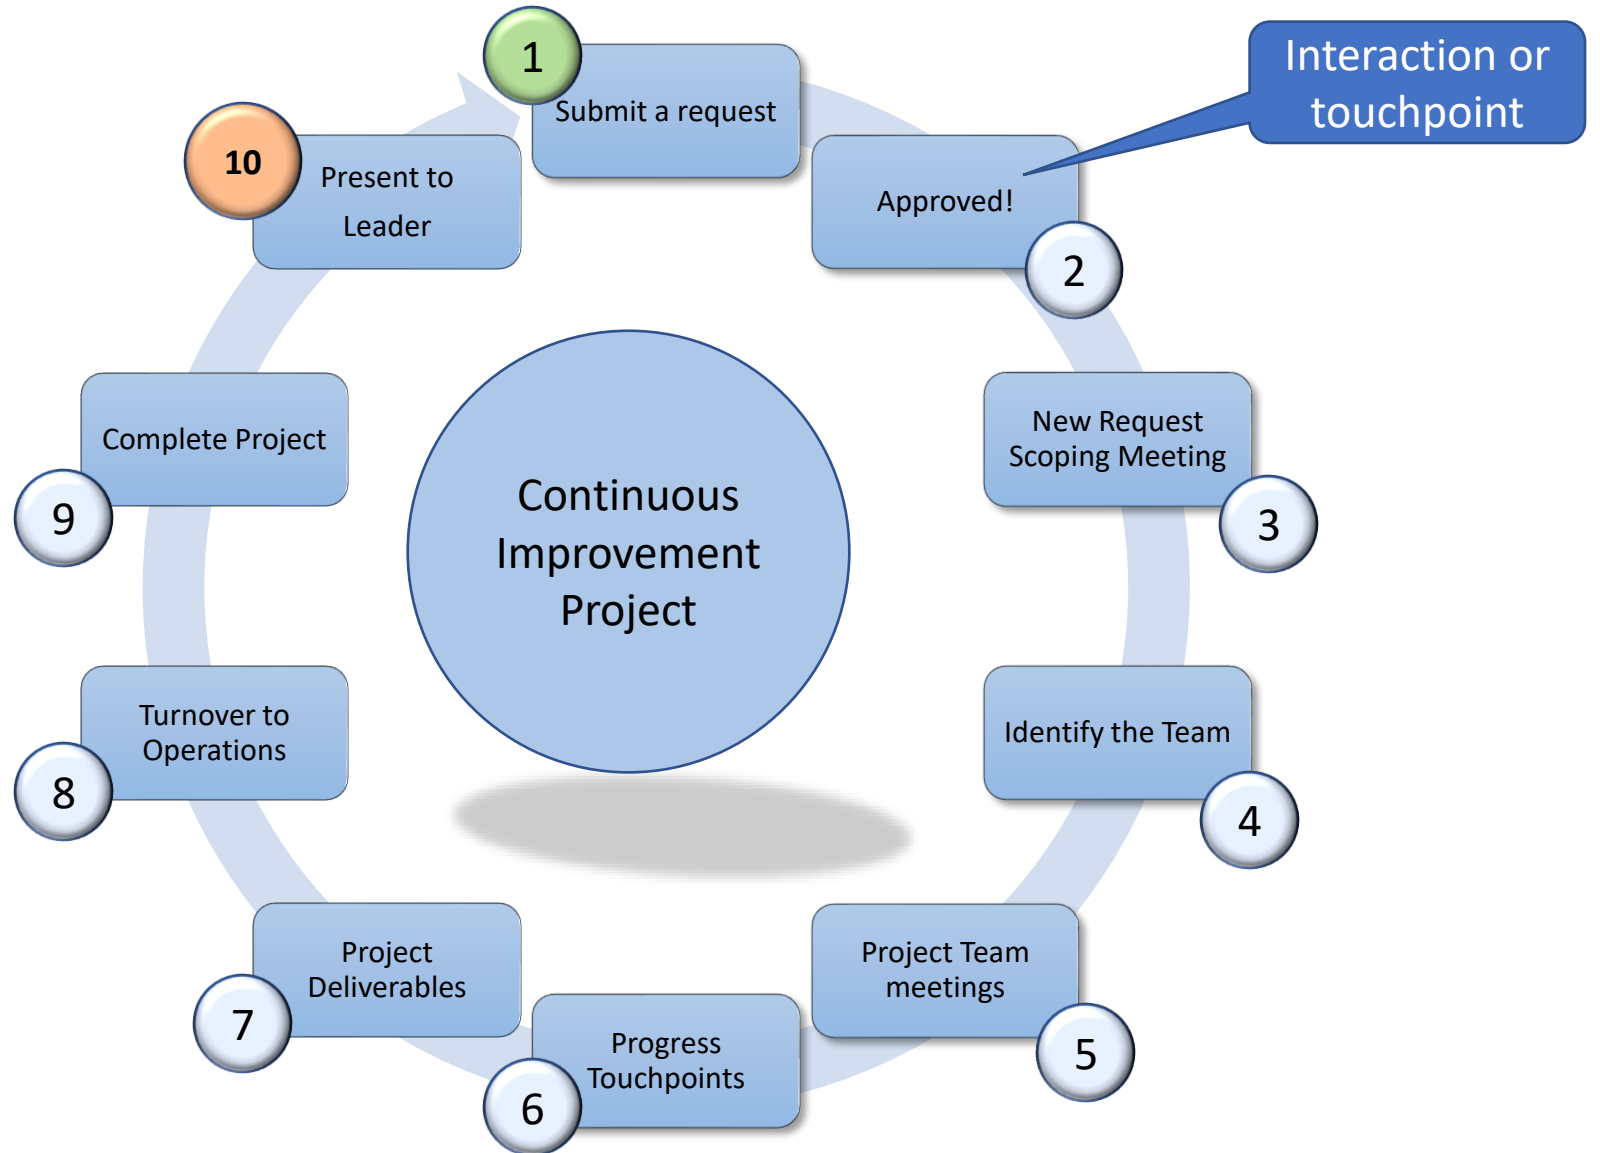 1
Submit a request
Interaction or
touchpoint
Approved!
2
New Request
Scoping Meeting
3
Identify the Team
4
Project Team
meetings
5
Progress
Touchpoints
6
Project
Deliverables
7
Turnover to
Operations
8
Complete Project
9
10
Present to
Leader
Continuous
Improvement
Project